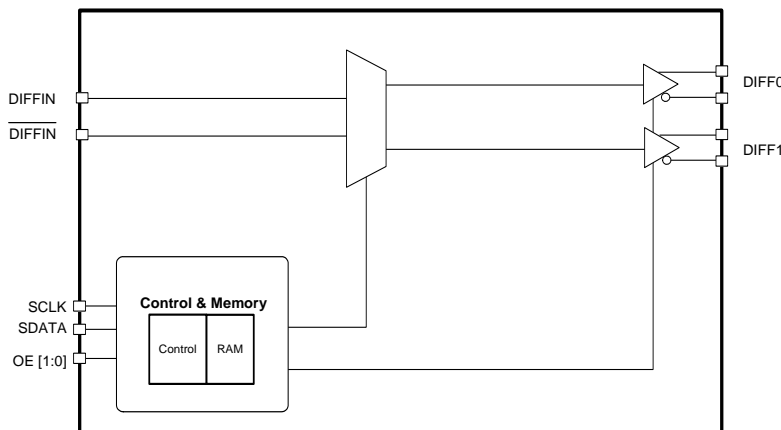 DIFFIN
DIFFIN
DIFF0
DIFF1
SCLK
SDATA
OE [1:0]
Control & Memory
Control
RAM